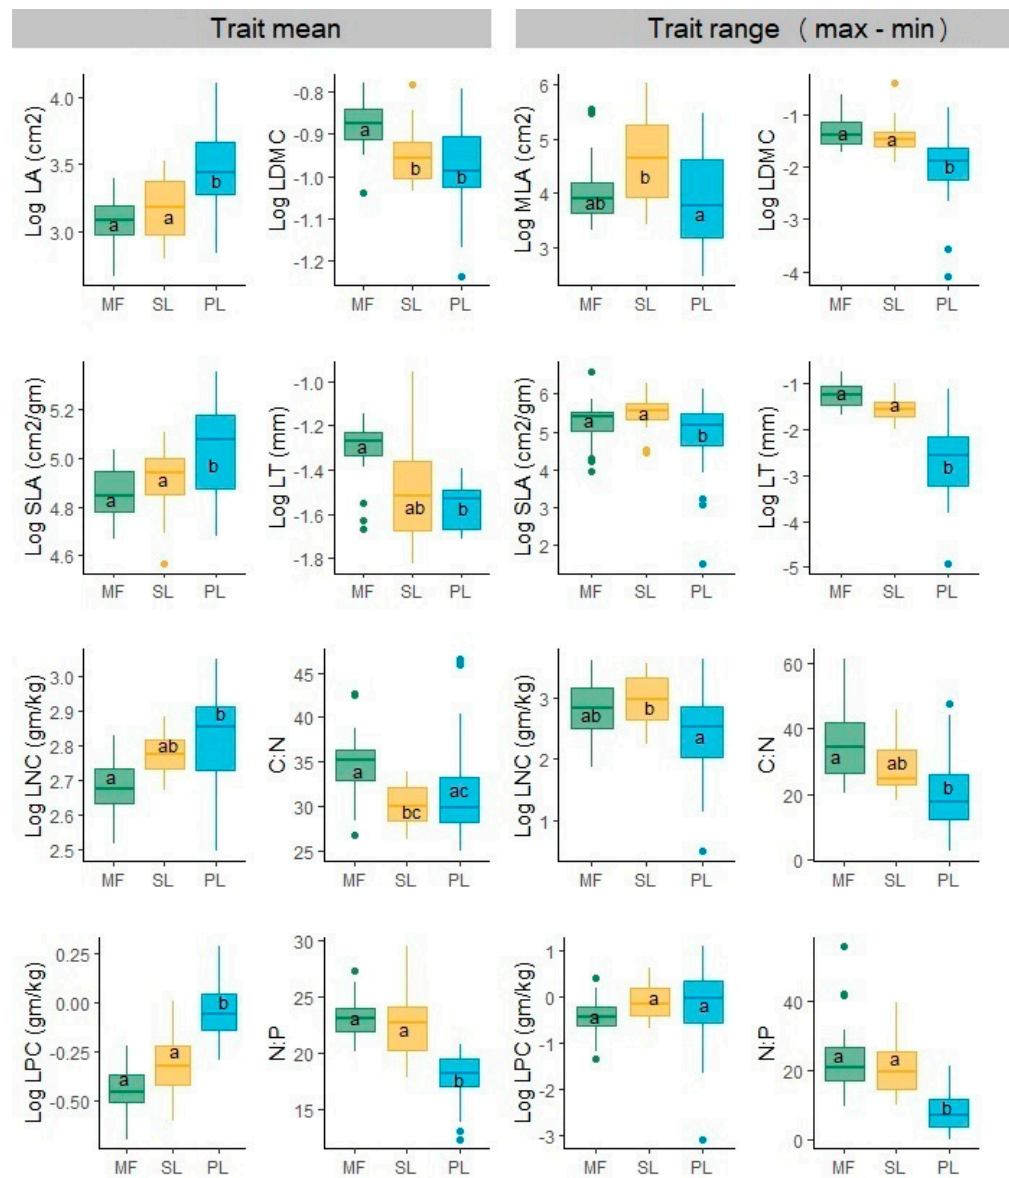 Trait mean
Trait range ( max - min )
Log LA (cm2)
4.0
3.5
3.0
a
a
b
MF SL PL
Log LDMC
-0.8
-0.9
-1.0
-1.1
-1.2
a
b
b
MF SL PL
Log MLA (cm2)
6
5
4
3
ab
b
a
MF SL PL
Log LDMC
-1
-2
-3
-4
a
a
b
MF SL PL
Log SLA (cm2/gm)
5.2
5.0
4.8
4.6
a
a
b
MF SL PL
Log LT (mm)
-1.0
-1.2
-1.4
-1.6
-1.8
a
ab
b
MF SL PL
Log SLA (cm2/gm)
6
5
4
3
2
a
a
a
MF SL PL
Log LT (mm)
-1
-2
-3
-4
-5
a
a
b
MF SL PL
Log LNC (gm/kg)
3.0
2.9
2.8
2.7
2.6
2.5
a
ab
b
MF SL PL
C:N
45
40
35
30
25
a
bc
ac
MF SL PL
Log LNC (gm/kg)
3
2
1
ab
b
a
MF SL PL
C:N
60
40
20
0
a
ab
b
MF SL PL
Log LPC (gm/kg)
0.25
0.00
-0.25
-0.50
a
a
b
MF SL PL
N:P
30
25
20
15
a
a
b
MF SL PL
Log LPC (gm/kg)
1
0
-1
-2
-3
a
a
a
MF SL PL
N:P
40
20
0
a
a
b
MF SL PL